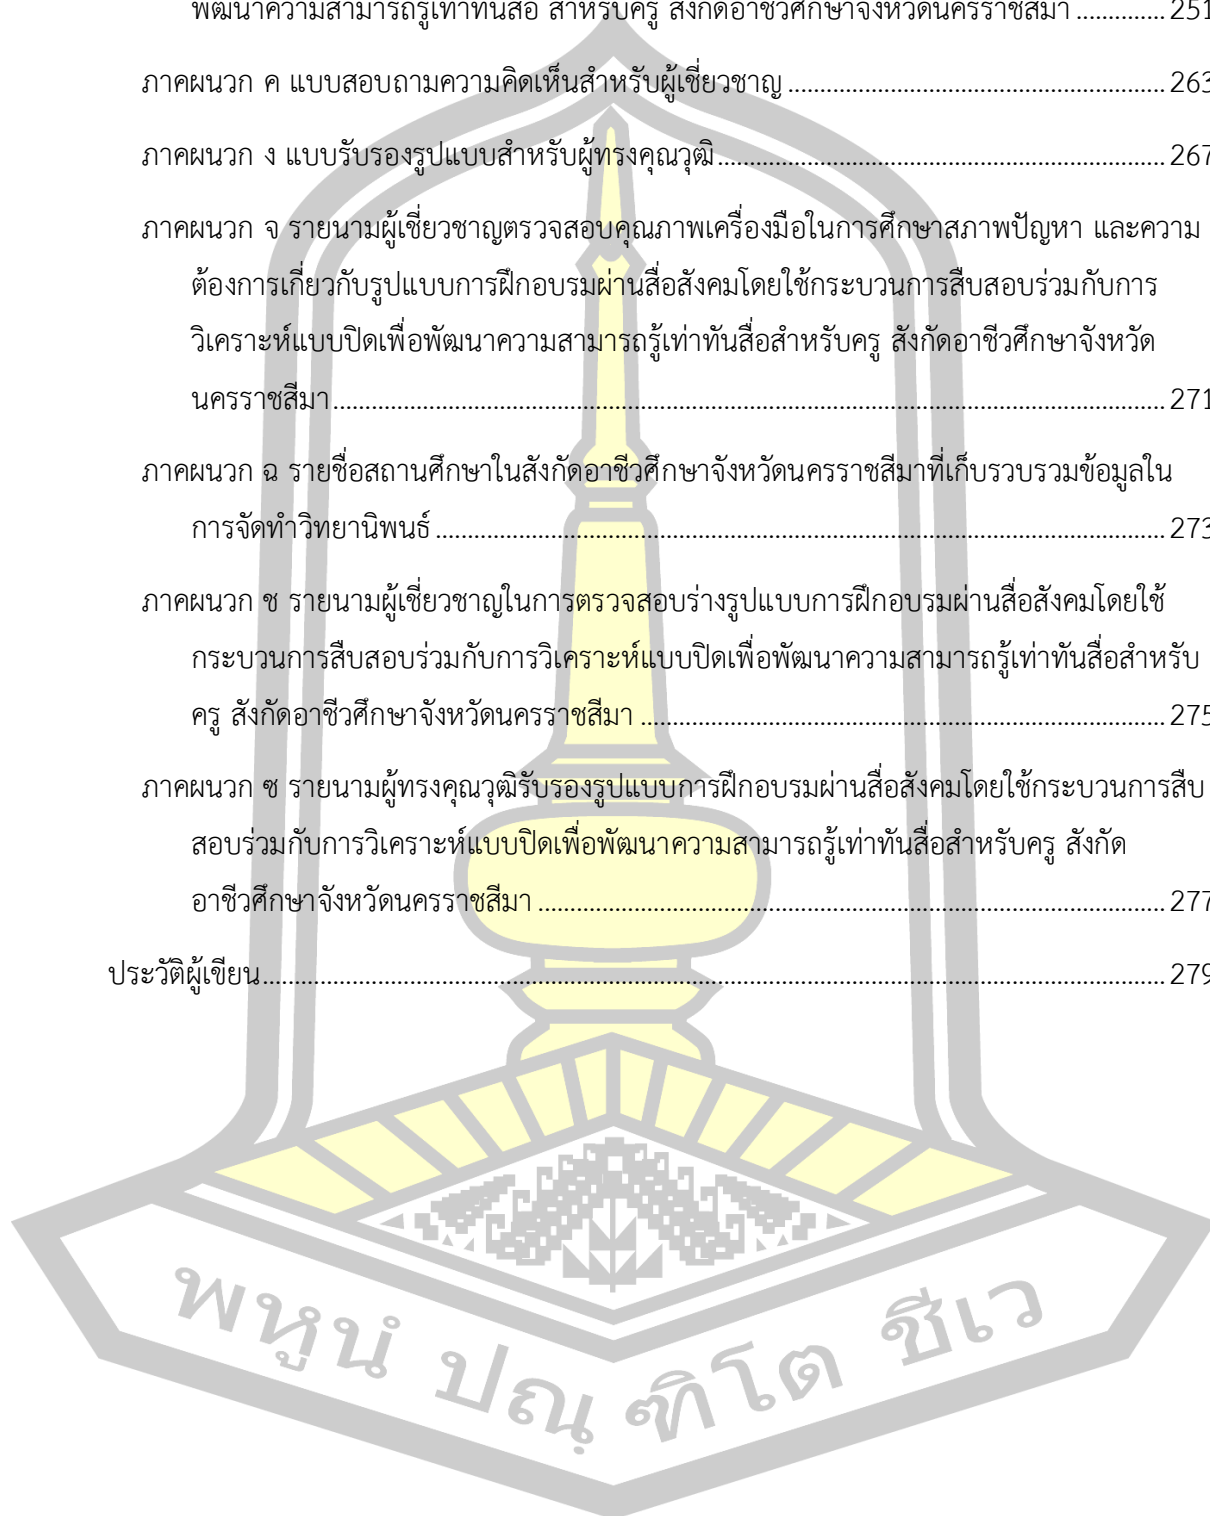 พัฒนาความสามารถรู้เท่าทันสื่อ สำหรับครู สังกัดอาชีวศึกษาจังหวัดนครราชสีมา .............. 251
ภาคผนวก ค แบบสอบถามความคิดเห็นสำหรับผู้เชี่ยวชาญ .............. 263
ภาคผนวก ง แบบรับรองรูปแบบสำหรับผู้ทรงคุณวุฒิ .............. 267
ภาคผนวก จ รายนามผู้เชี่ยวชาญตรวจสอบคุณภาพเครื่องมือในการศึกษาสภาพปัญหา และความ
ต้องการเกี่ยวกับรูปแบบการฝึกอบรมผ่านสื่อสังคมโดยใช้กระบวนการสืบสอบร่วมกับการ
วิเคราะห์แบบปิดเพื่อพัฒนาความสามารถรู้เท่าทันสื่อสำหรับครู สังกัดอาชีวศึกษาจังหวัด
นครราชสีมา .............. 271
ภาคผนวก ฉ รายชื่อสถานศึกษาในสังกัดอาชีวศึกษาจังหวัดนครราชสีมาที่เก็บรวบรวมข้อมูลใน
การจัดทำวิทยานิพนธ์ .............. 273
ภาคผนวก ช รายนามผู้เชี่ยวชาญในการตรวจสอบร่างรูปแบบการฝึกอบรมผ่านสื่อสังคมโดยใช้
กระบวนการสืบสอบร่วมกับการวิเคราะห์แบบปิดเพื่อพัฒนาความสามารถรู้เท่าทันสื่อสำหรับ
ครู สังกัดอาชีวศึกษาจังหวัดนครราชสีมา .............. 275
ภาคผนวก ซ รายนามผู้ทรงคุณวุฒิรับรองรูปแบบการฝึกอบรมผ่านสื่อสังคมโดยใช้กระบวนการสืบ
สอบร่วมกับการวิเคราะห์แบบปิดเพื่อพัฒนาความสามารถรู้เท่าทันสื่อสำหรับครู สังกัด
อาชีวศึกษาจังหวัดนครราชสีมา .............. 277
ประวัติผู้เขียน .............. 279
พหูนํ ปณฺฑิโต ชีเว